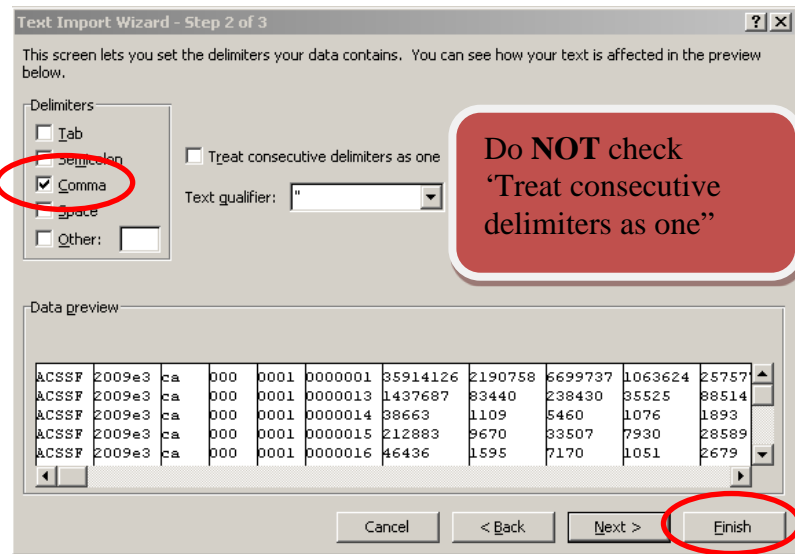 Text Import Wizard - Step 2 of 3
This screen lets you set the delimiters your data contains. You can see how your text is affected in the preview
below.
Delimiters
Tab
Semicolon
Comma
Space
Other:
Treat consecutive delimiters as one
Text qualifier: "
Do NOT check
‘Treat consecutive
delimiters as one”
Data preview
ACSSF 2009e3 ca 000 0001 0000001 35914126 2190758 6699737 1063624 25757
ACSSF 2009e3 ca 000 0001 0000013 1437687 83440 238430 35525 88514
ACSSF 2009e3 ca 000 0001 0000014 38663 1109 5460 1076 1893
ACSSF 2009e3 ca 000 0001 0000015 212883 9670 33507 7930 28589
ACSSF 2009e3 ca 000 0001 0000016 46436 1595 7170 1051 2679
Cancel < Back Next > Finish